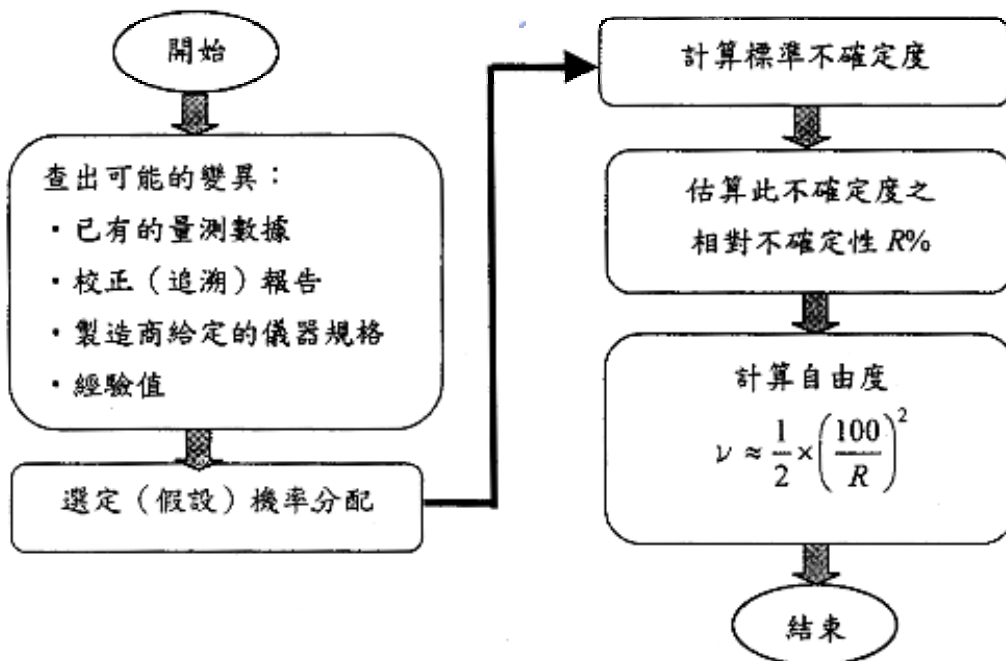 開始
查出可能的變異：
・已有的量測數據
・校正（追溯）報告
・製造商給定的儀器規格
・經驗值
選定（假設）機率分配
計算標準不確定度
估算此不確定度之
相對不確定性 R%
計算自由度
ν ≈ 1/2 × (100/R)²
結束